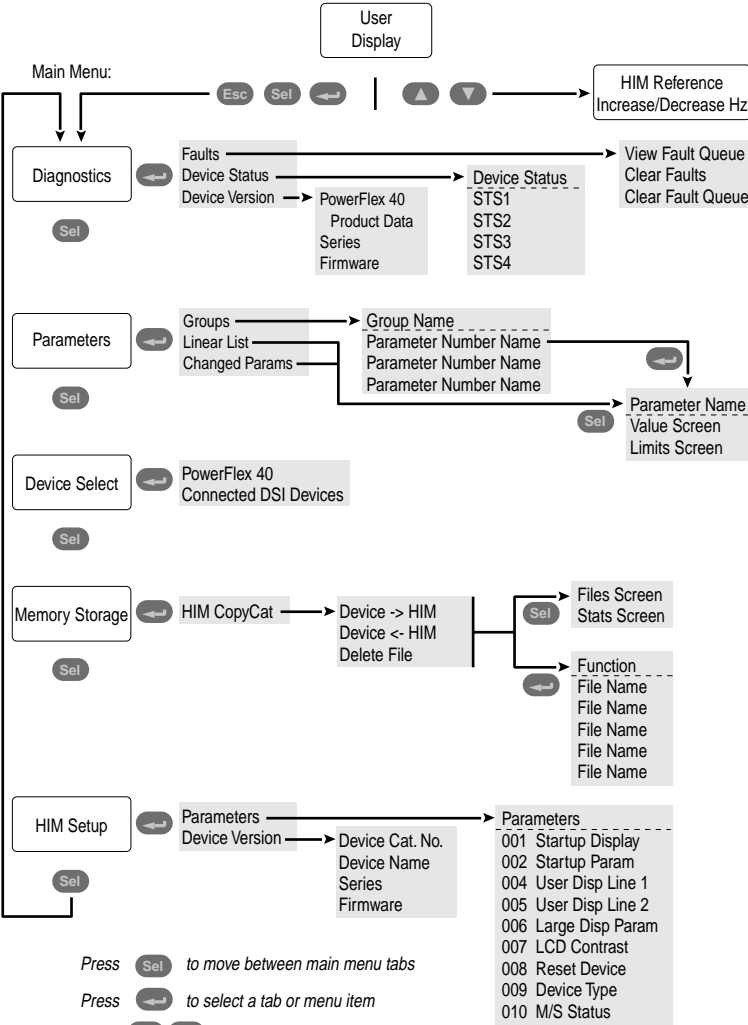 User
Display
Main Menu:
Esc Sel
HIM Reference
Increase/Decrease Hz
Diagnostics
Sel
Faults
Device Status
Device Version
PowerFlex 40
Product Data
Series
Firmware
Device Status
STS1
STS2
STS3
STS4
View Fault Queue
Clear Faults
Clear Fault Queue
Parameters
Sel
Groups
Linear List
Changed Params
Group Name
Parameter Number Name
Parameter Number Name
Parameter Number Name
Sel
Parameter Name
Value Screen
Limits Screen
Device Select
Sel
PowerFlex 40
Connected DSI Devices
Memory Storage
Sel
HIM CopyCat
Device -> HIM
Device <- HIM
Delete File
Sel
Files Screen
Stats Screen
Function
File Name
File Name
File Name
File Name
File Name
HIM Setup
Sel
Parameters
Device Version
Device Cat. No.
Device Name
Series
Firmware
Parameters
001 Startup Display
002 Startup Param
004 User Disp Line 1
005 User Disp Line 2
006 Large Disp Param
007 LCD Contrast
008 Reset Device
009 Device Type
010 M/S Status
Press Sel to move between main menu tabs
Press to select a tab or menu item